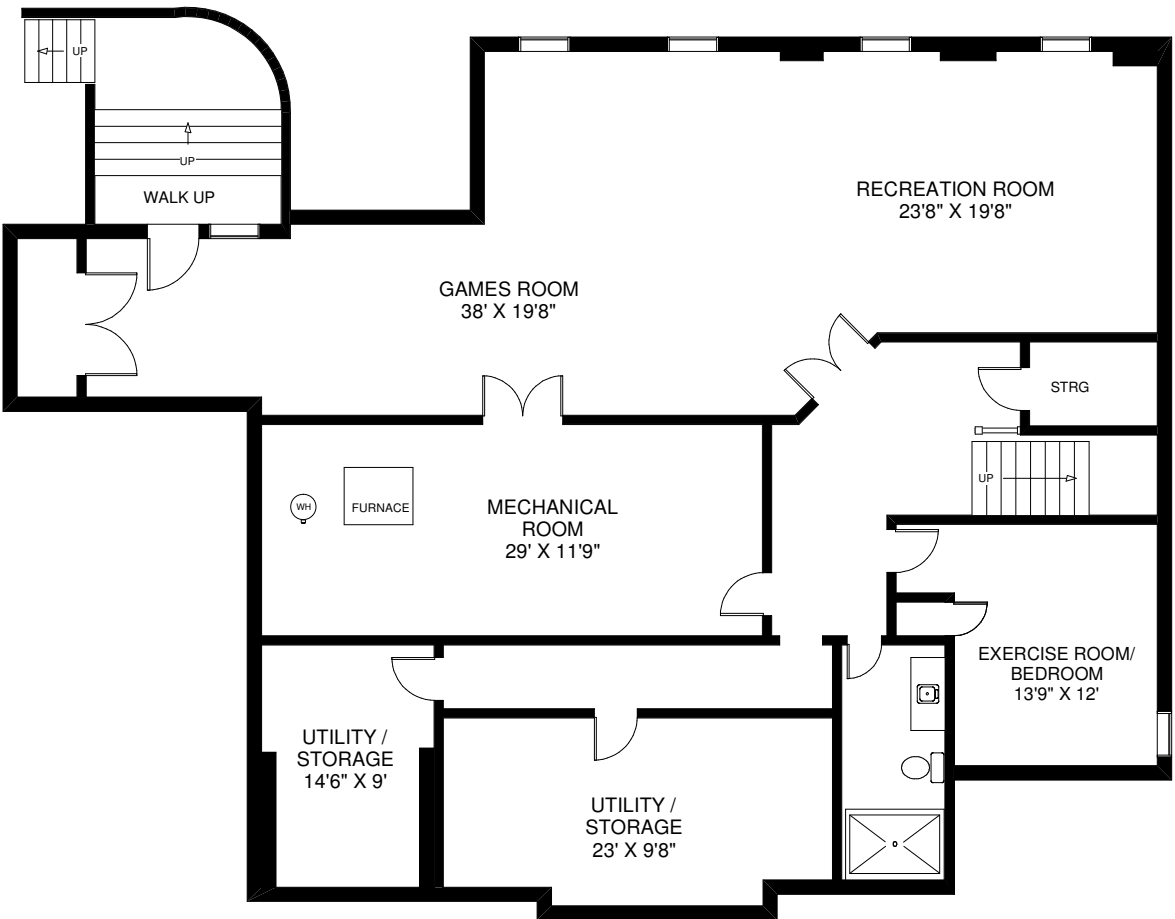 UP
UP
WALK UP
RECREATION ROOM
23'8" X 19'8"
GAMES ROOM
38' X 19'8"
STRG
UP
WH
FURNACE
MECHANICAL
ROOM
29' X 11'9"
EXERCISE ROOM/
BEDROOM
13'9" X 12'
UTILITY /
STORAGE
14'6" X 9'
UTILITY /
STORAGE
23' X 9'8"